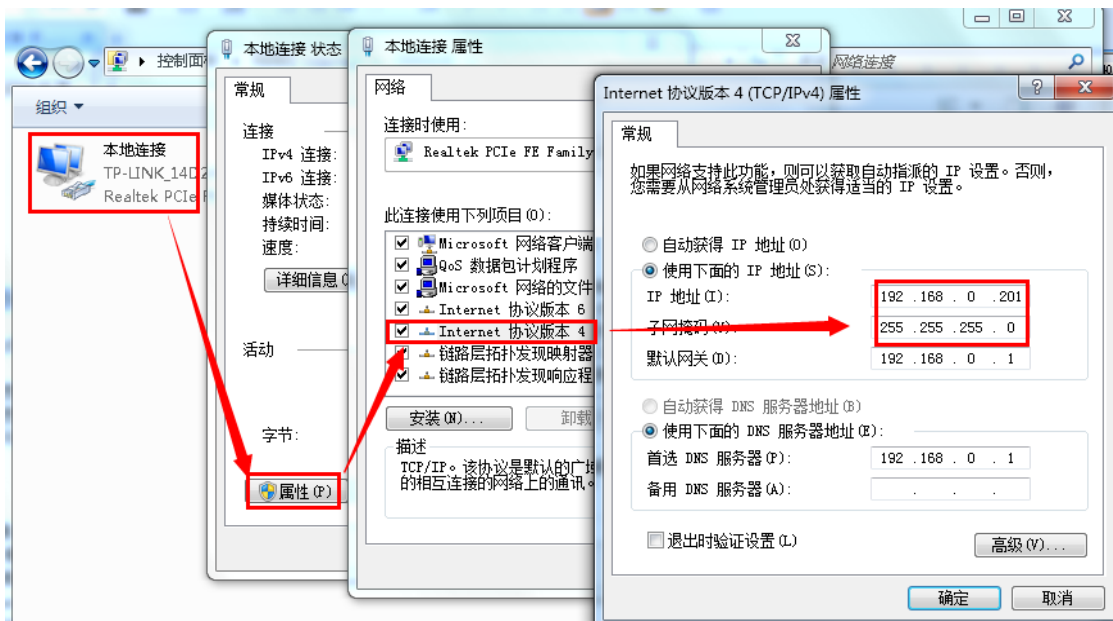 控制面
网络连接
组织
本地连接
TP-LINK_14D2
Realtek PCIe F
本地连接 状态
常规
连接
IPv4 连接:
IPv6 连接:
媒体状态:
持续时间:
速度:
详细信息(
活动
字节:
属性(P)
本地连接 属性
网络
连接时使用:
Realtek PCIe FE Family
此连接使用下列项目(O):
Microsoft 网络客户端
QoS 数据包计划程序
Microsoft 网络的文件
Internet 协议版本 6
Internet 协议版本 4
链路层拓扑发现映射器
链路层拓扑发现响应程
安装(N)...
卸载
描述
TCP/IP。该协议是默认的广域
的相互连接的网络上的通讯。
Internet 协议版本 4 (TCP/IPv4) 属性
常规
如果网络支持此功能，则可以获取自动指派的 IP 设置。否则，
您需要从网络系统管理员处获得适当的 IP 设置。
自动获得 IP 地址(O)
使用下面的 IP 地址(S):
IP 地址(I): 192 .168 . 0 .201
子网掩码(U): 255 .255 .255 . 0
默认网关(D): 192 .168 . 0 . 1
自动获得 DNS 服务器地址(B)
使用下面的 DNS 服务器地址(E):
首选 DNS 服务器(P): 192 .168 . 0 . 1
备用 DNS 服务器(A): . . .
退出时验证设置(L)
高级(V)...
确定
取消